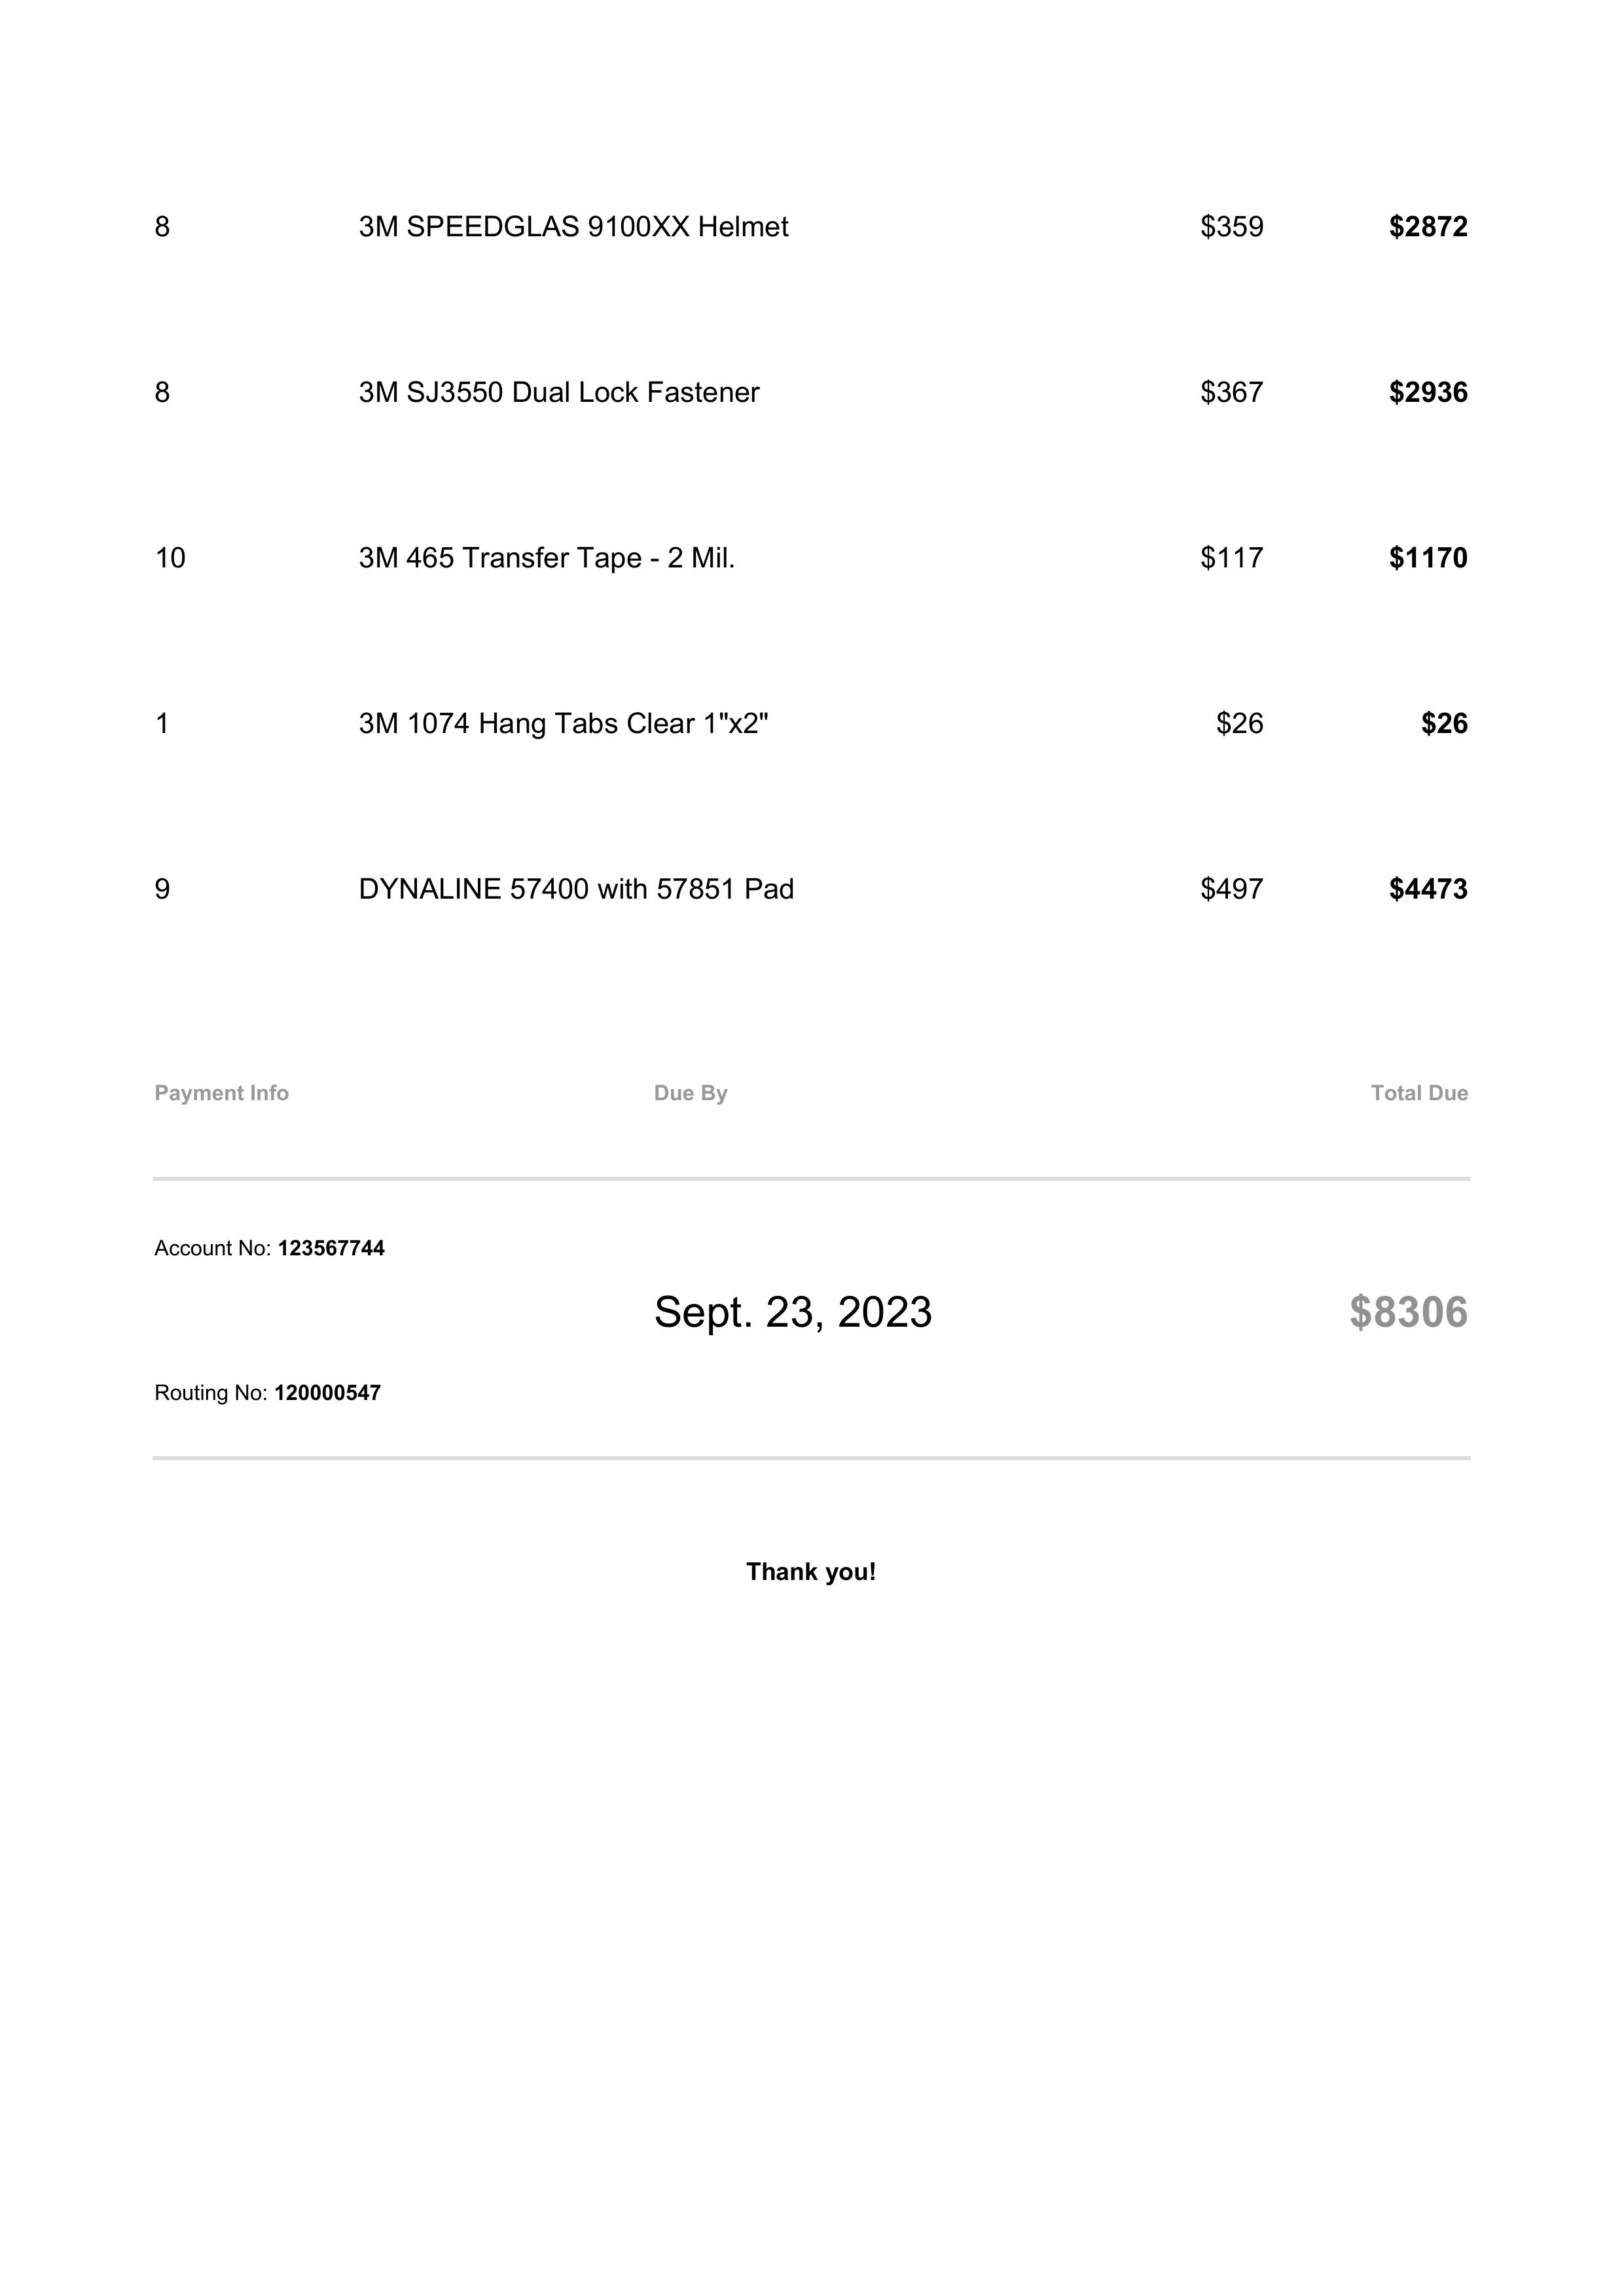 8 3M SPEEDGLAS 9100XX Helmet $359 $2872
8 3M SJ3550 Dual Lock Fastener $367 $2936
10 3M 465 Transfer Tape - 2 Mil. $117 $1170
1 3M 1074 Hang Tabs Clear 1"x2" $26 $26
9 DYNALINE 57400 with 57851 Pad $497 $4473
Payment Info Due By Total Due
Account No: 123567744
Sept. 23, 2023 $8306
Routing No: 120000547
Thank you!